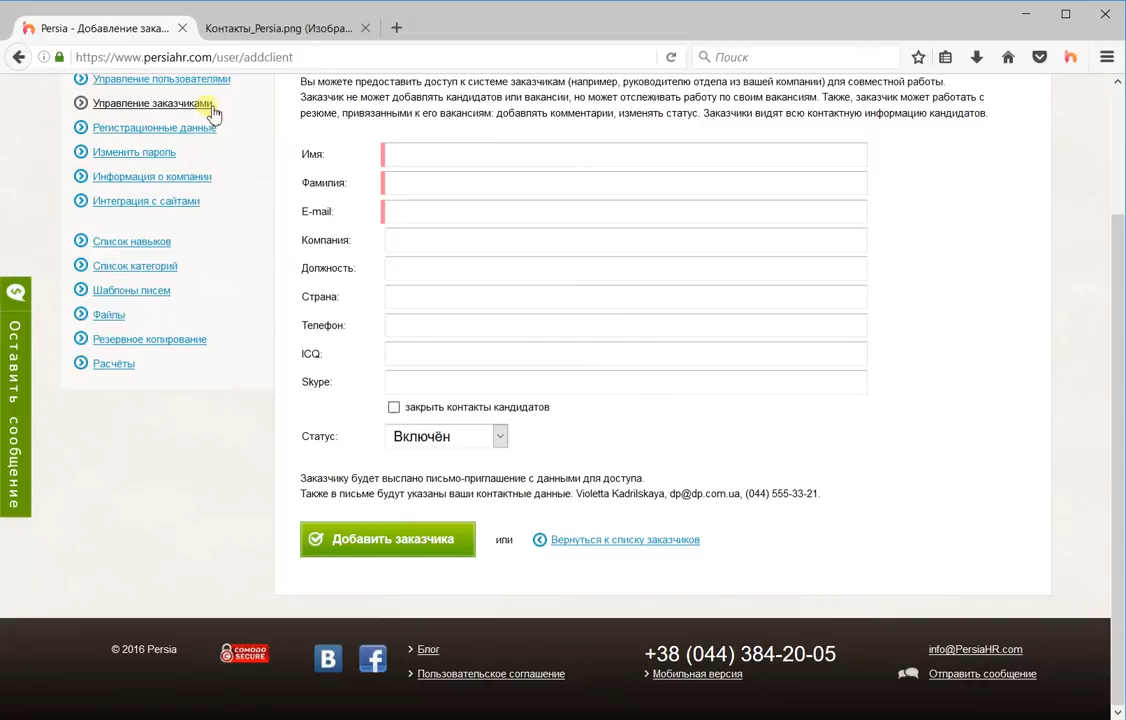 Persia - Добавление зака...
Контакты_Persia.png (Изображ...
https://www.persiahr.com/user/addclient
Поиск
Управление пользователями
Управление заказчиками
Регистрационные данные
Изменить пароль
Информация о компании
Интеграция с сайтами
Список навыков
Список категорий
Шаблоны писем
Файлы
Резервное копирование
Расчёты
Оставить сообщение
Вы можете предоставить доступ к системе заказчикам (например, руководителю отдела из вашей компании) для совместной работы.
Заказчик не может добавлять кандидатов или вакансии, но может отслеживать работу по своим вакансиям. Также, заказчик может работать с
резюме, привязанными к его вакансиям: добавлять комментарии, изменять статус. Заказчики видят всю контактную информацию кандидатов.
Имя:
Фамилия:
E-mail:
Компания:
Должность:
Страна:
Телефон:
ICQ:
Skype:
закрыть контакты кандидатов
Статус: Включён
Заказчику будет выслано письмо-приглашение с данными для доступа.
Также в письме будут указаны ваши контактные данные: Violetta Kadrilskaya, dp@dp.com.ua, (044) 555-33-21.
Добавить заказчика или Вернуться к списку заказчиков
© 2016 Persia
COMODO
SECURE
В
f
Блог
Пользовательское соглашение
+38 (044) 384-20-05
Мобильная версия
info@PersiaHR.com
Отправить сообщение